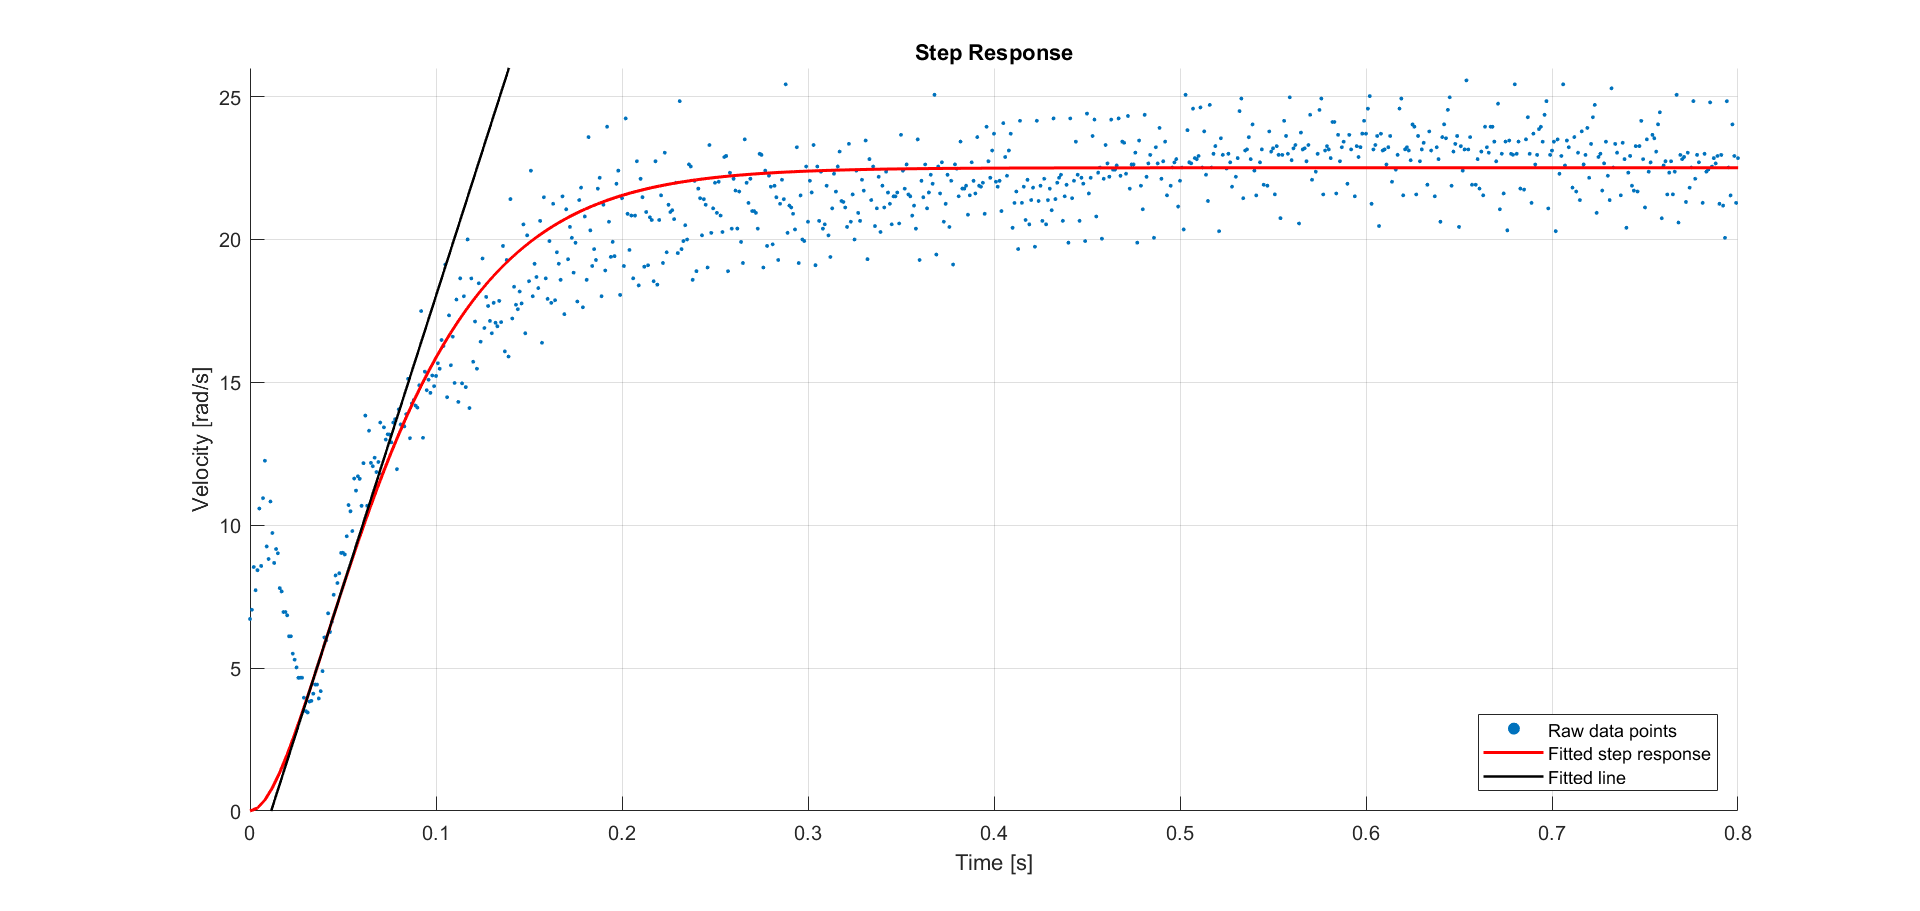 Step Response
25
20
15
10
5
0
Velocity [rad/s]
0 0.1 0.2 0.3 0.4 0.5 0.6 0.7 0.8
Time [s]
Raw data points
Fitted step response
Fitted line